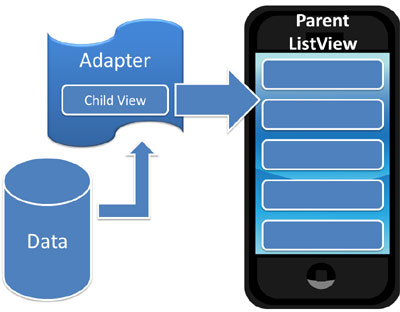 Adapter
Child View
Data
Parent
ListView